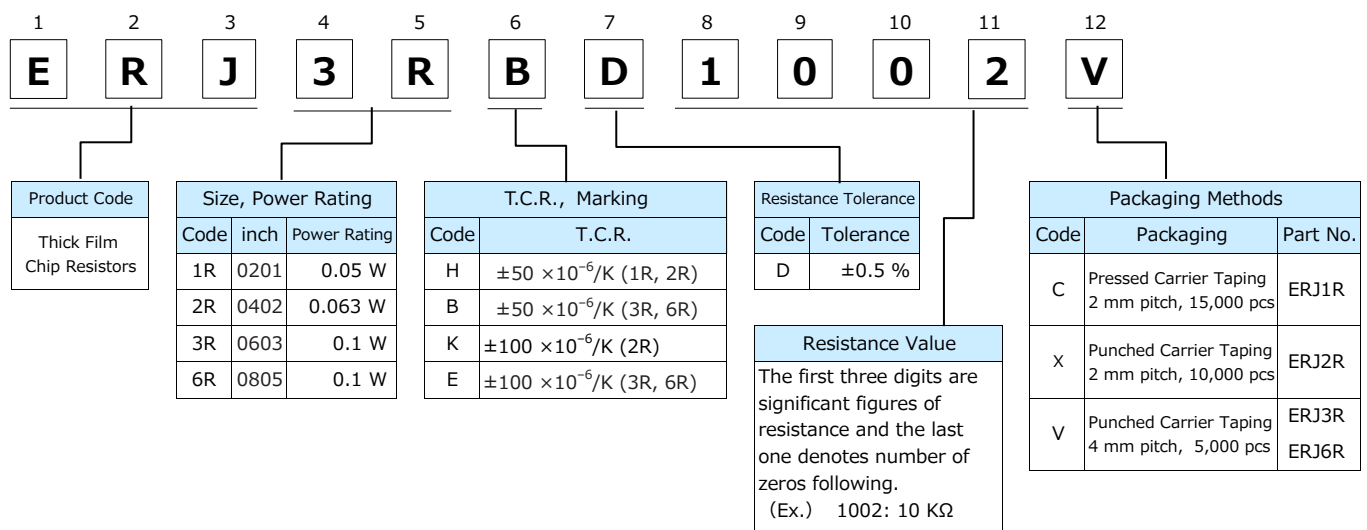 1 2 3 4 5 6 7 8 9 10 11 12
E R J 3 R B D 1 0 0 2 V
Product Code
Thick Film
Chip Resistors
Size, Power Rating
Code inch Power Rating
1R 0201 0.05 W
2R 0402 0.063 W
3R 0603 0.1 W
6R 0805 0.1 W
T.C.R., Marking
Code T.C.R.
H ±50 ×10⁻⁶/K (1R, 2R)
B ±50 ×10⁻⁶/K (3R, 6R)
K ±100 ×10⁻⁶/K (2R)
E ±100 ×10⁻⁶/K (3R, 6R)
Resistance Tolerance
Code Tolerance
D ±0.5 %
Resistance Value
The first three digits are
significant figures of
resistance and the last
one denotes number of
zeros following.
(Ex.) 1002: 10 KΩ
Packaging Methods
Code Packaging Part No.
C Pressed Carrier Taping
2 mm pitch, 15,000 pcs
ERJ1R
X Punched Carrier Taping
2 mm pitch, 10,000 pcs
ERJ2R
V Punched Carrier Taping
4 mm pitch, 5,000 pcs
ERJ3R
ERJ6R